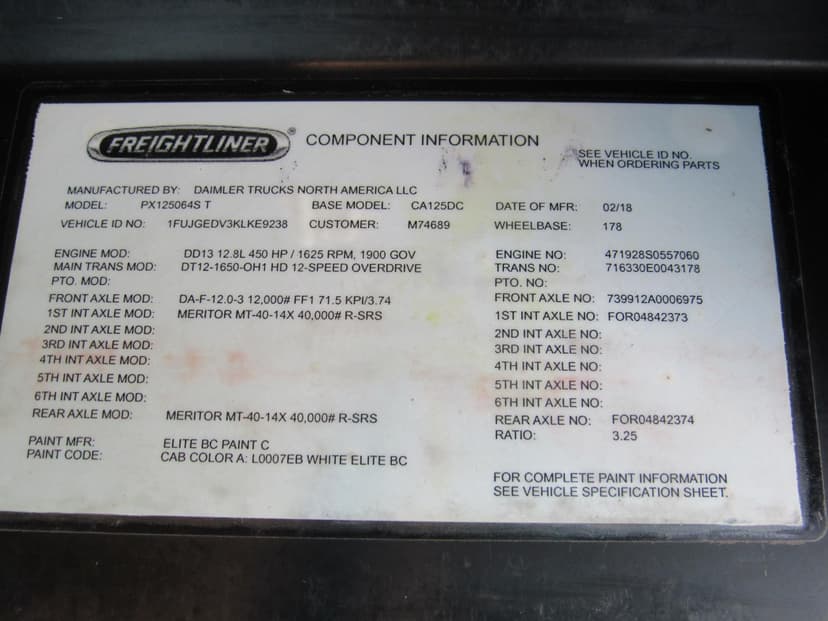 FREIGHTLINER ® COMPONENT INFORMATION
SEE VEHICLE ID NO.
WHEN ORDERING PARTS
MANUFACTURED BY: DAIMLER TRUCKS NORTH AMERICA LLC
MODEL: PX125064S T BASE MODEL: CA125DC DATE OF MFR: 02/18
VEHICLE ID NO: 1FUJGEDV3KLKE9238 CUSTOMER: M74689 WHEELBASE: 178
ENGINE MOD: DD13 12.8L 450 HP / 1625 RPM, 1900 GOV ENGINE NO: 471928S0557060
MAIN TRANS MOD: DT12-1650-OH1 HD 12-SPEED OVERDRIVE TRANS NO: 716330E0043178
PTO. MOD: PTO. NO:
FRONT AXLE MOD: DA-F-12.0-3 12,000# FF1 71.5 KPI/3.74 FRONT AXLE NO: 739912A0006975
1ST INT AXLE MOD: MERITOR MT-40-14X 40,000# R-SRS 1ST INT AXLE NO: FOR04842373
2ND INT AXLE MOD: 2ND INT AXLE NO:
3RD INT AXLE MOD: 3RD INT AXLE NO:
4TH INT AXLE MOD: 4TH INT AXLE NO:
5TH INT AXLE MOD: 5TH INT AXLE NO:
6TH INT AXLE MOD: 6TH INT AXLE NO:
REAR AXLE MOD: MERITOR MT-40-14X 40,000# R-SRS REAR AXLE NO: FOR04842374
RATIO: 3.25
PAINT MFR: ELITE BC PAINT C
PAINT CODE: CAB COLOR A: L0007EB WHITE ELITE BC
FOR COMPLETE PAINT INFORMATION
SEE VEHICLE SPECIFICATION SHEET.